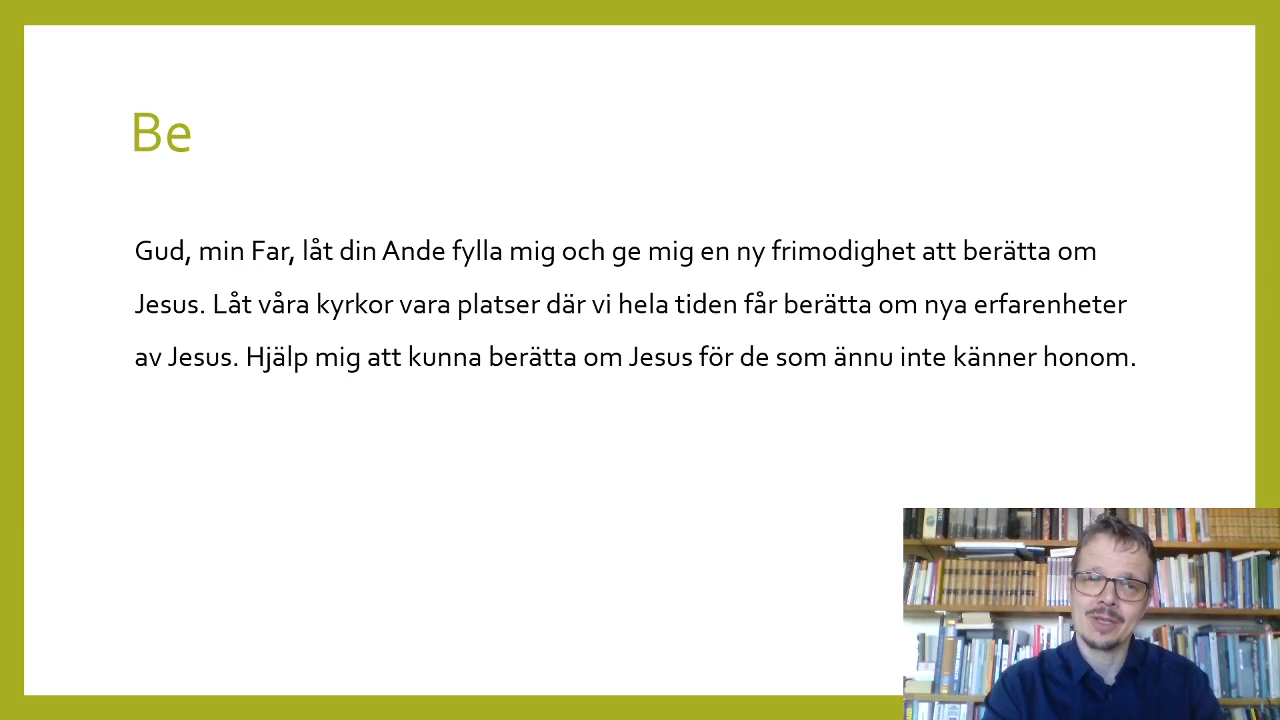 Be
Gud, min Far, låt din Ande fylla mig och ge mig en ny frimodighet att berätta om
Jesus. Låt våra kyrkor vara platser där vi hela tiden får berätta om nya erfarenheter
av Jesus. Hjälp mig att kunna berätta om Jesus för de som ännu inte känner honom.